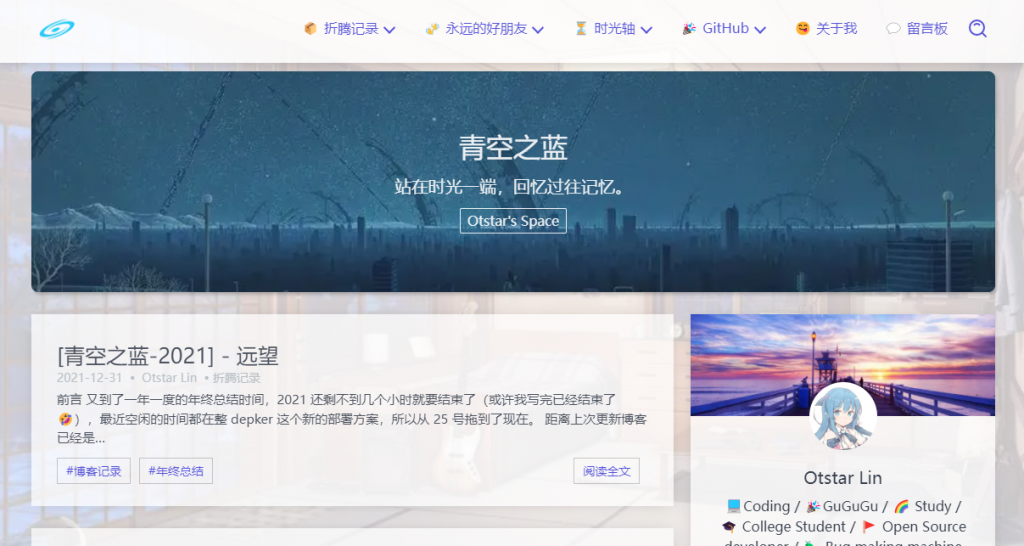 📦 折腾记录
永远的好朋友
⏳ 时光轴
🎉 GitHub
😋 关于我
💬 留言板
青空之蓝
站在时光一端，回忆过往记忆。
Otstar's Space
[青空之蓝-2021] - 远望
2021-12-31 • Otstar Lin • 折腾记录
前言 又到了一年一度的年终总结时间，2021 还剩不到几个小时就要结束了（或许我写完已经结束了
🤣），最近空闲的时间都在整 depker 这个新的部署方案，所以从 25 号拖到了现在。 距离上次更新博客
已经是...
#博客记录
#年终总结
阅读全文
Otstar Lin
💻Coding / 🎉GuGuGu / 🌈 Study /
🎓 College Student / 🚩 Open Source
developer / Bug making machine